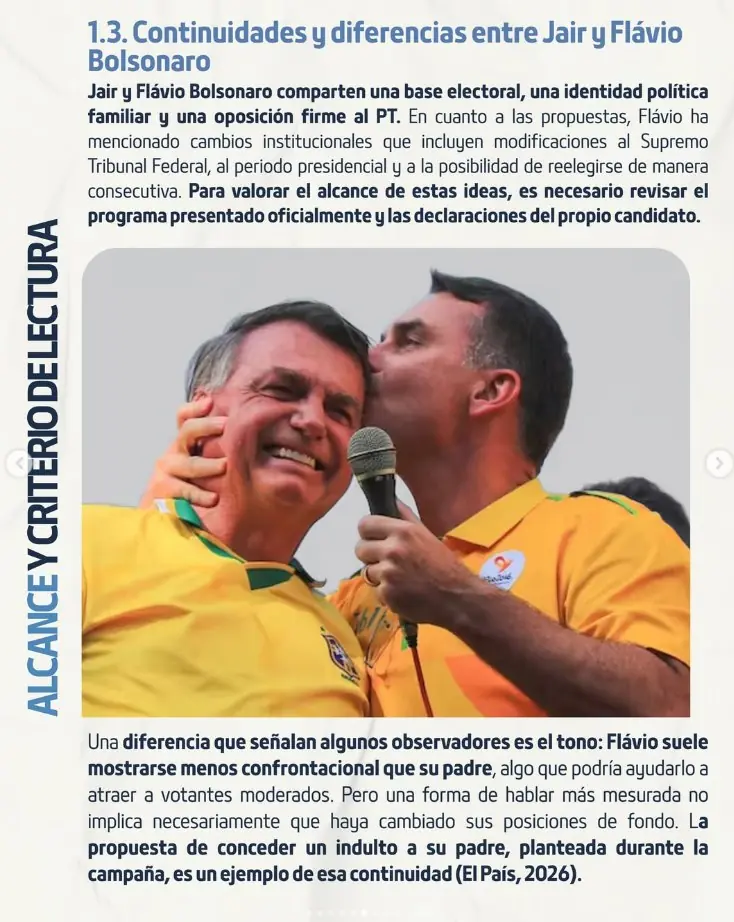 1.3. Continuidades y diferencias entre Jair y Flávio
Bolsonaro
Jair y Flávio Bolsonaro comparten una base electoral, una identidad política
familiar y una oposición firme al PT. En cuanto a las propuestas, Flávio ha
mencionado cambios institucionales que incluyen modificaciones al Supremo
Tribunal Federal, al periodo presidencial y a la posibilidad de reelegirse de manera
consecutiva. Para valorar el alcance de estas ideas, es necesario revisar el
programa presentado oficialmente y las declaraciones del propio candidato.
ALCANCE Y CRITERIO DE LECTURA
Una diferencia que señalan algunos observadores es el tono: Flávio suele
mostrarse menos confrontacional que su padre, algo que podría ayudarlo a
atraer a votantes moderados. Pero una forma de hablar más mesurada no
implica necesariamente que haya cambiado sus posiciones de fondo. La
propuesta de conceder un indulto a su padre, planteada durante la
campaña, es un ejemplo de esa continuidad (El País, 2026).